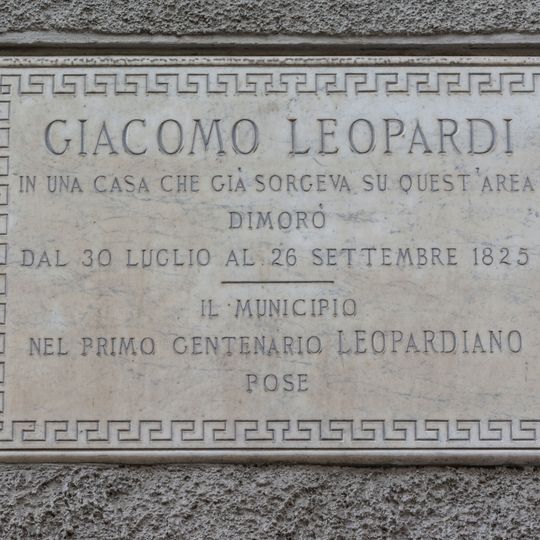 GIACOMO LEOPARDI
IN UNA CASA CHE GIÀ SORGEVA SU QUEST'AREA
DIMORÒ
DAL 30 LUGLIO AL 26 SETTEMBRE 1825
IL MUNICIPIO
NEL PRIMO CENTENARIO LEOPARDIANO
POSE